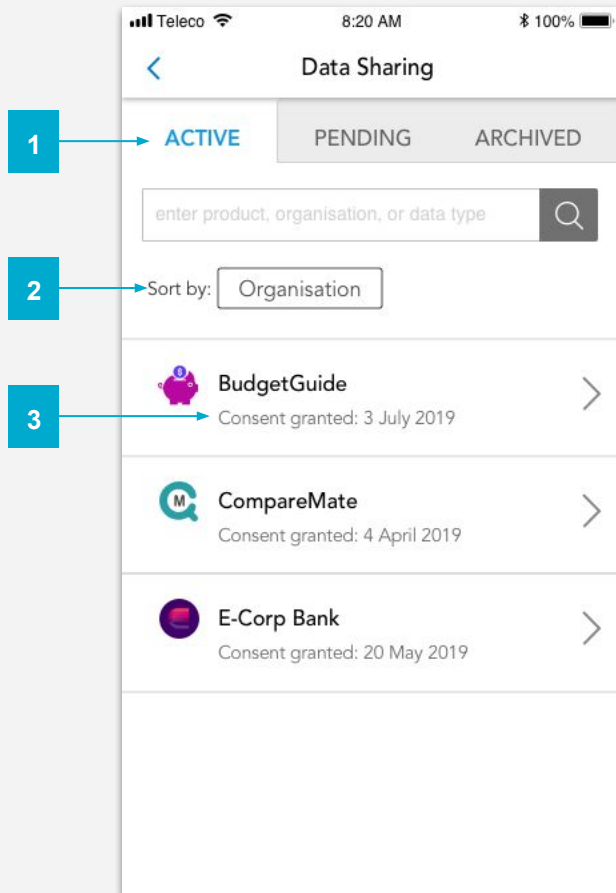 Teleco 8:20 AM 100%
Data Sharing
1 ACTIVE PENDING ARCHIVED
enter product, organisation, or data type
2 Sort by: Organisation
BudgetGuide
3 Consent granted: 3 July 2019
M CompareMate
Consent granted: 4 April 2019
E-Corp Bank
Consent granted: 20 May 2019